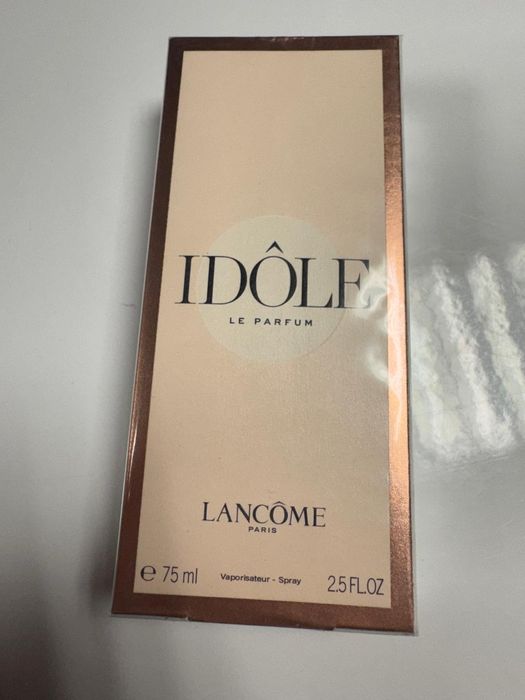 IDÔLE
LE PARFUM
LANCÔME
PARIS
e 75 ml Vaporisateur - Spray 2.5 FL.OZ